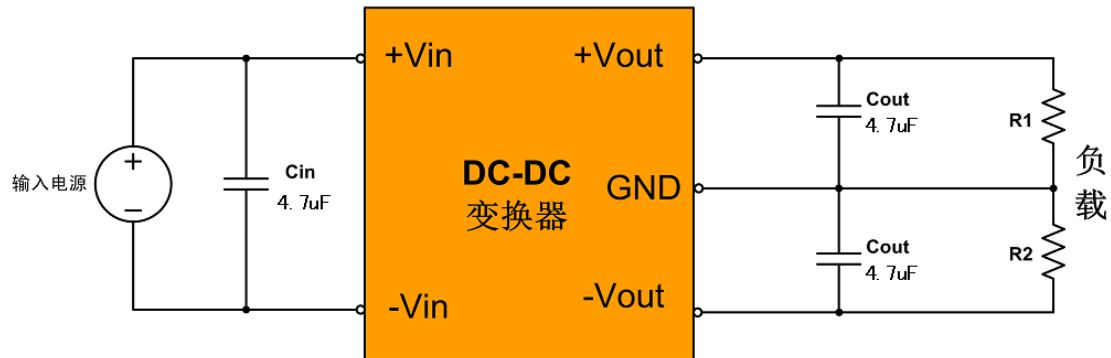 +Vin
+Vout
Cout
4.7uF
R1
输入电源
+
−
Cin
4.7uF
DC-DC
变换器
GND
负
载
Cout
4.7uF
R2
-Vin
-Vout